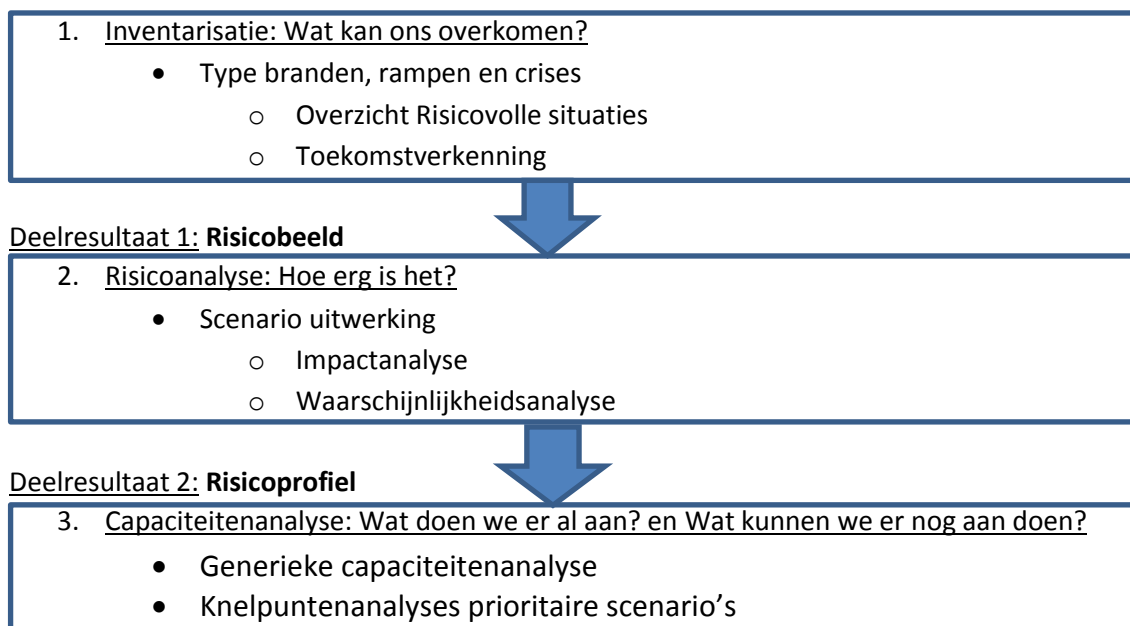 1. Inventarisatie: Wat kan ons overkomen?
• Type branden, rampen en crises
o Overzicht Risicovolle situaties
o Toekomstverkenning
Deelresultaat 1: Risicobeeld
2. Risicoanalyse: Hoe erg is het?
• Scenario uitwerking
o Impactanalyse
o Waarschijnlijkheidsanalyse
Deelresultaat 2: Risicoprofiel
3. Capaciteitenanalyse: Wat doen we er al aan? en Wat kunnen we er nog aan doen?
• Generieke capaciteitenanalyse
• Knelpuntenanalyses prioritaire scenario’s